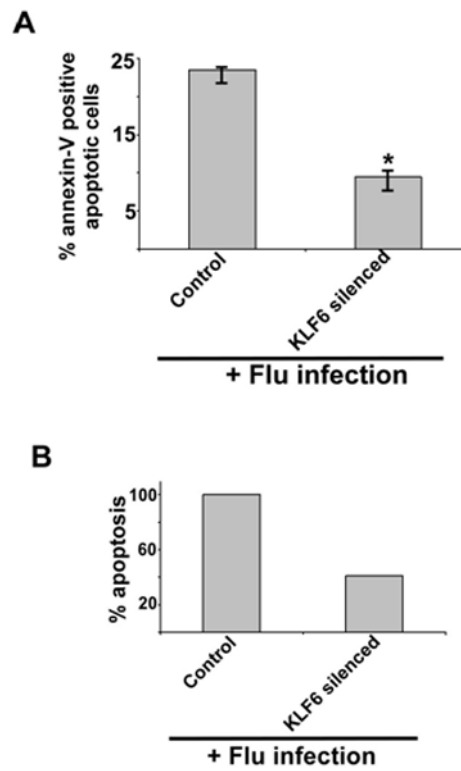 A
% annexin-V positive
apoptotic cells
25
15
5
*
Control
KLF6 silenced
+ Flu infection
B
% apoptosis
100
60
20
Control
KLF6 silenced
+ Flu infection